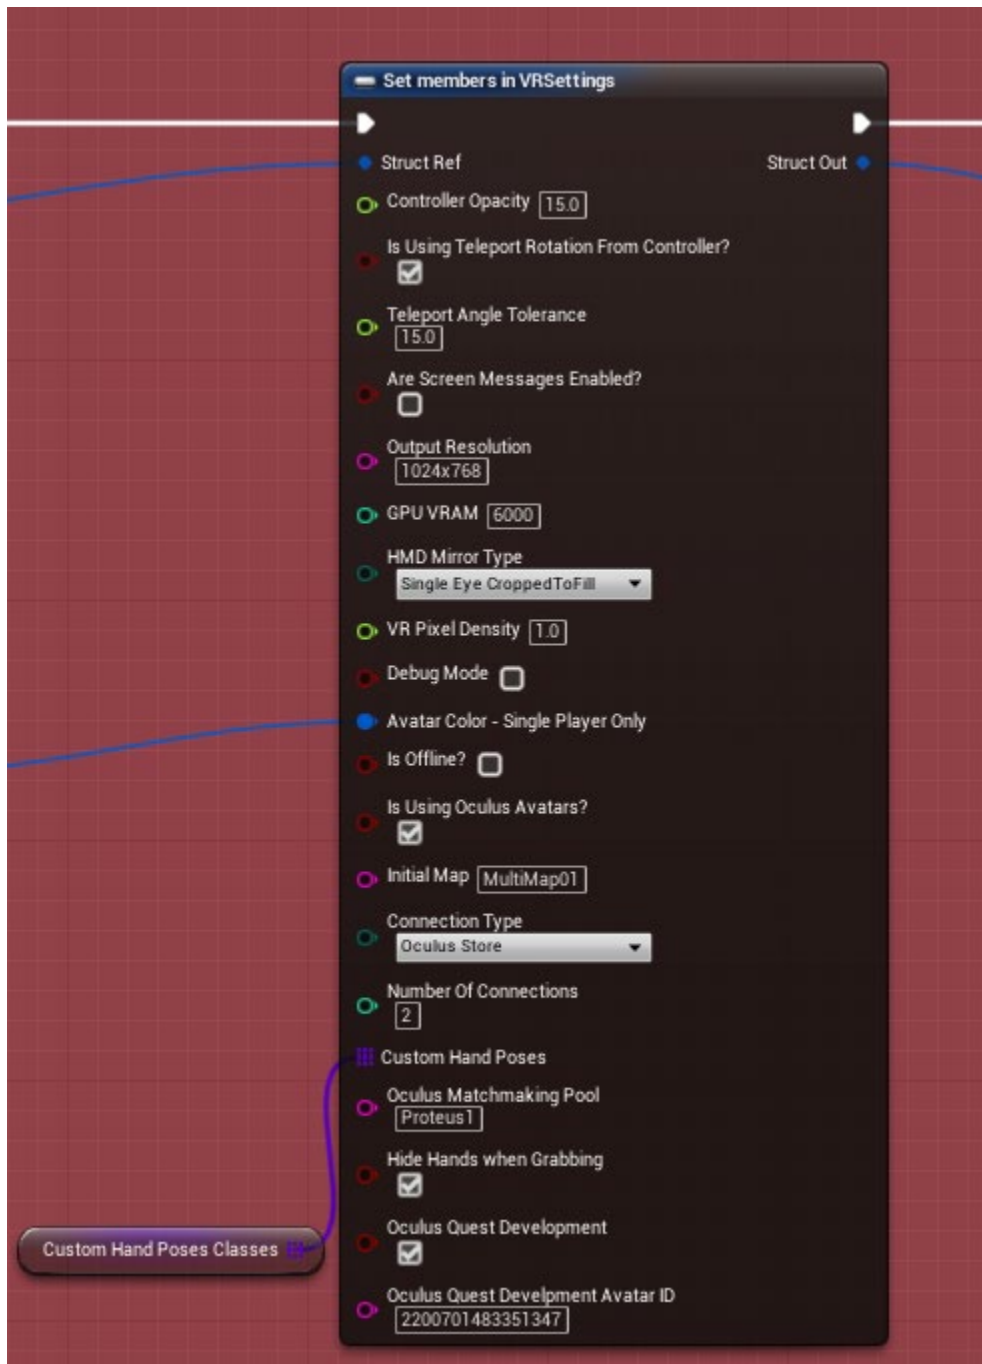 Set members in VRSettings
Struct Ref Struct Out
Controller Opacity 15.0
Is Using Teleport Rotation From Controller?
Teleport Angle Tolerance
15.0
Are Screen Messages Enabled?
Output Resolution
1024x768
GPU VRAM 6000
HMD Mirror Type
Single Eye CroppedToFill
VR Pixel Density 1.0
Debug Mode
Avatar Color - Single Player Only
Is Offline?
Is Using Oculus Avatars?
Initial Map MultiMap01
Connection Type
Oculus Store
Number Of Connections
2
Custom Hand Poses
Oculus Matchmaking Pool
Proteus1
Hide Hands when Grabbing
Oculus Quest Development
Custom Hand Poses Classes
Oculus Quest Develpment Avatar ID
2200701483351347